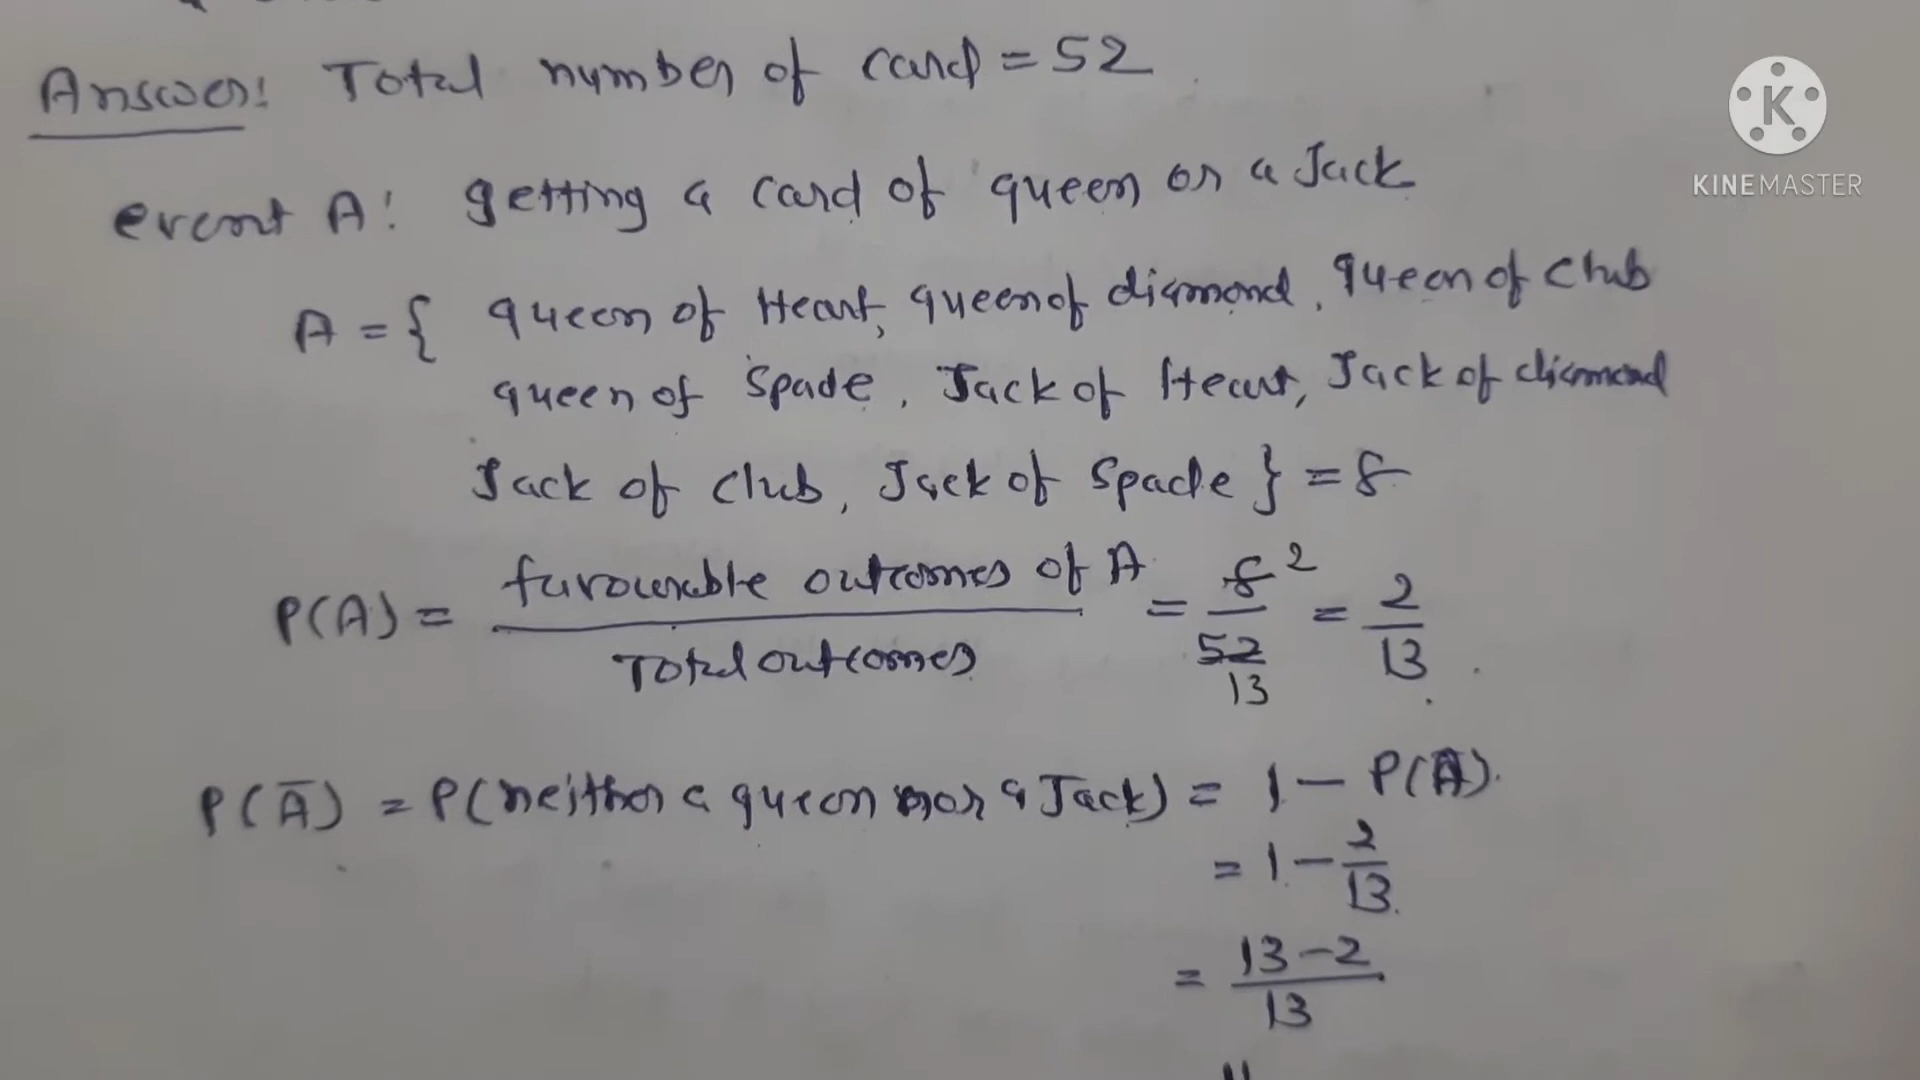 Answer: Total number of card = 52
K
KINEMASTER
event A: getting a card of queen or a Jack
A = { queen of Heart, queen of diamond, queen of club
queen of Spade, Jack of Heart, Jack of diamond
Jack of club, Jack of Spade } = 8
P(A) = favourable outcomes of A / Total outcomes = 8 2 / 52 13 = 2/13
P(Ā) = P(neither a queen nor a Jack) = 1 - P(A).
= 1 - 2/13
= 13-2/13
11